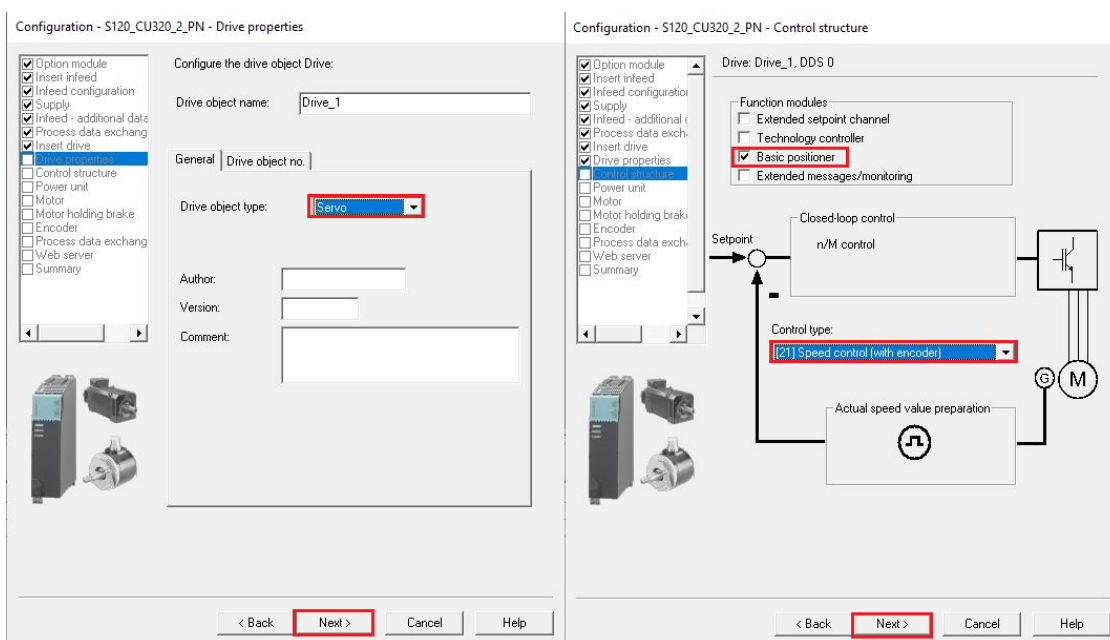 Configuration - S120_CU320_2_PN - Drive properties
Option module
Insert infeed
Infeed configuration
Supply
Infeed - additional data
Process data exchang
Insert drive
Drive properties
Control structure
Power unit
Motor
Motor holding brake
Encoder
Process data exchang
Web server
Summary
Configure the drive object Drive:
Drive object name:
Drive_1
General
Drive object no.
Drive object type:
Servo
Author:
Version:
Comment:
< Back
Next >
Cancel
Help
Configuration - S120_CU320_2_PN - Control structure
Option module
Insert infeed
Infeed configuration
Supply
Infeed - additional d
Process data exch
Insert drive
Drive properties
Control structure
Power unit
Motor
Motor holding brake
Encoder
Process data exch
Web server
Summary
Drive: Drive_1, DDS 0
Function modules
Extended setpoint channel
Technology controller
Basic positioner
Extended messages/monitoring
Closed-loop control
n/M control
Setpoint
Control type:
[21] Speed control (with encoder)
G
M
Actual speed value preparation
< Back
Next >
Cancel
Help